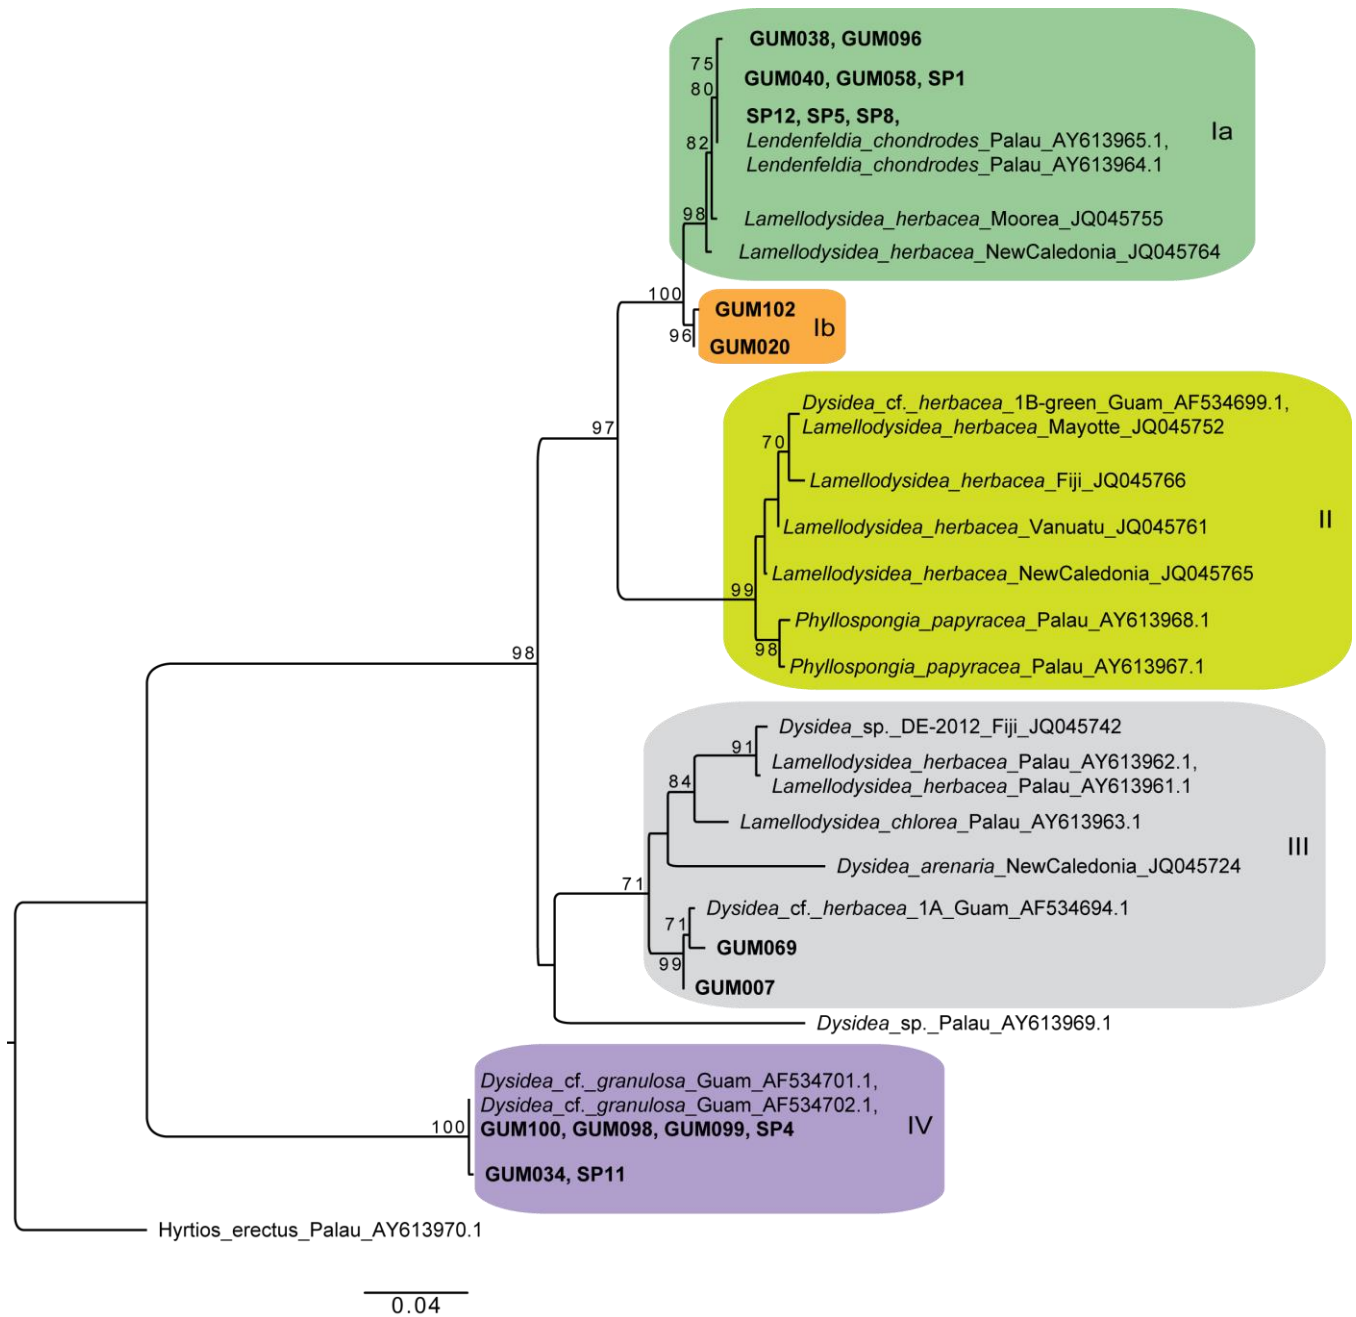 GUM038, GUM096
75
GUM040, GUM058, SP1
80
SP12, SP5, SP8,
Lendenfeldia_chondrodes_Palau_AY613965.1,
Ia
82
Lendenfeldia_chondrodes_Palau_AY613964.1
98
Lamellodysidea_herbacea_Moorea_JQ045755
Lamellodysidea_herbacea_NewCaledonia_JQ045764
100
GUM102
Ib
96
GUM020
Dysidea_cf._herbacea_1B-green_Guam_AF534699.1,
Lamellodysidea_herbacea_Mayotte_JQ045752
97
70
Lamellodysidea_herbacea_Fiji_JQ045766
II
Lamellodysidea_herbacea_Vanuatu_JQ045761
Lamellodysidea_herbacea_NewCaledonia_JQ045765
99
Phyllospongia_papyracea_Palau_AY613968.1
98
98
Phyllospongia_papyracea_Palau_AY613967.1
Dysidea_sp._DE-2012_Fiji_JQ045742
91
Lamellodysidea_herbacea_Palau_AY613962.1,
84
Lamellodysidea_herbacea_Palau_AY613961.1
Lamellodysidea_chlorea_Palau_AY613963.1
III
Dysidea_arenaria_NewCaledonia_JQ045724
71
Dysidea_cf._herbacea_1A_Guam_AF534694.1
71
GUM069
99
GUM007
Dysidea_sp._Palau_AY613969.1
Dysidea_cf._granulosa_Guam_AF534701.1,
Dysidea_cf._granulosa_Guam_AF534702.1,
100
GUM100, GUM098, GUM099, SP4
IV
GUM034, SP11
Hyrtios_erectus_Palau_AY613970.1
0.04